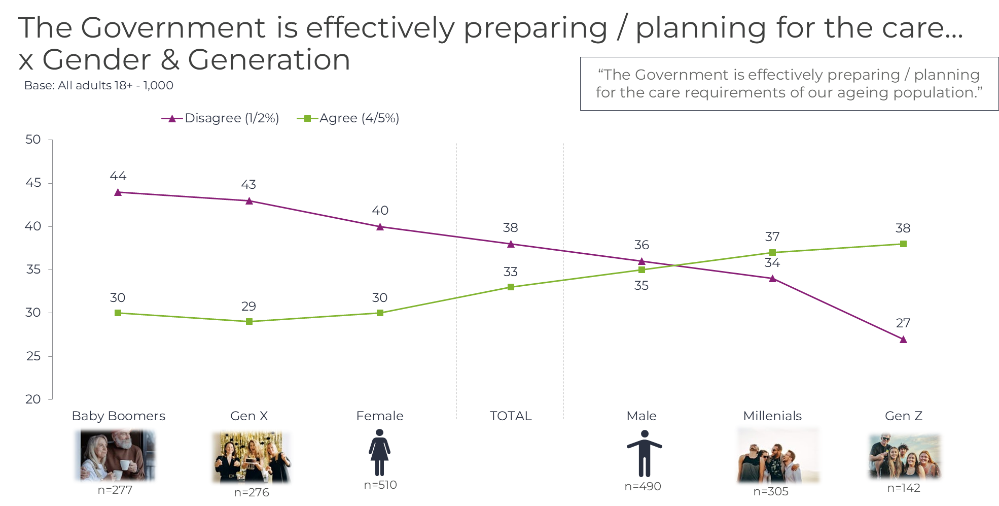 The Government is effectively preparing / planning for the care...
x Gender & Generation
Base: All adults 18+ - 1,000
“The Government is effectively preparing / planning
for the care requirements of our ageing population.”
Disagree (1/2%) Agree (4/5%)
50
45
40
35
30
25
20
44 43 40 38 36 37 38
30 29 30 33 35 34 27
Baby Boomers Gen X Female TOTAL Male Millenials Gen Z
n=277 n=276 n=510 n=490 n=305 n=142